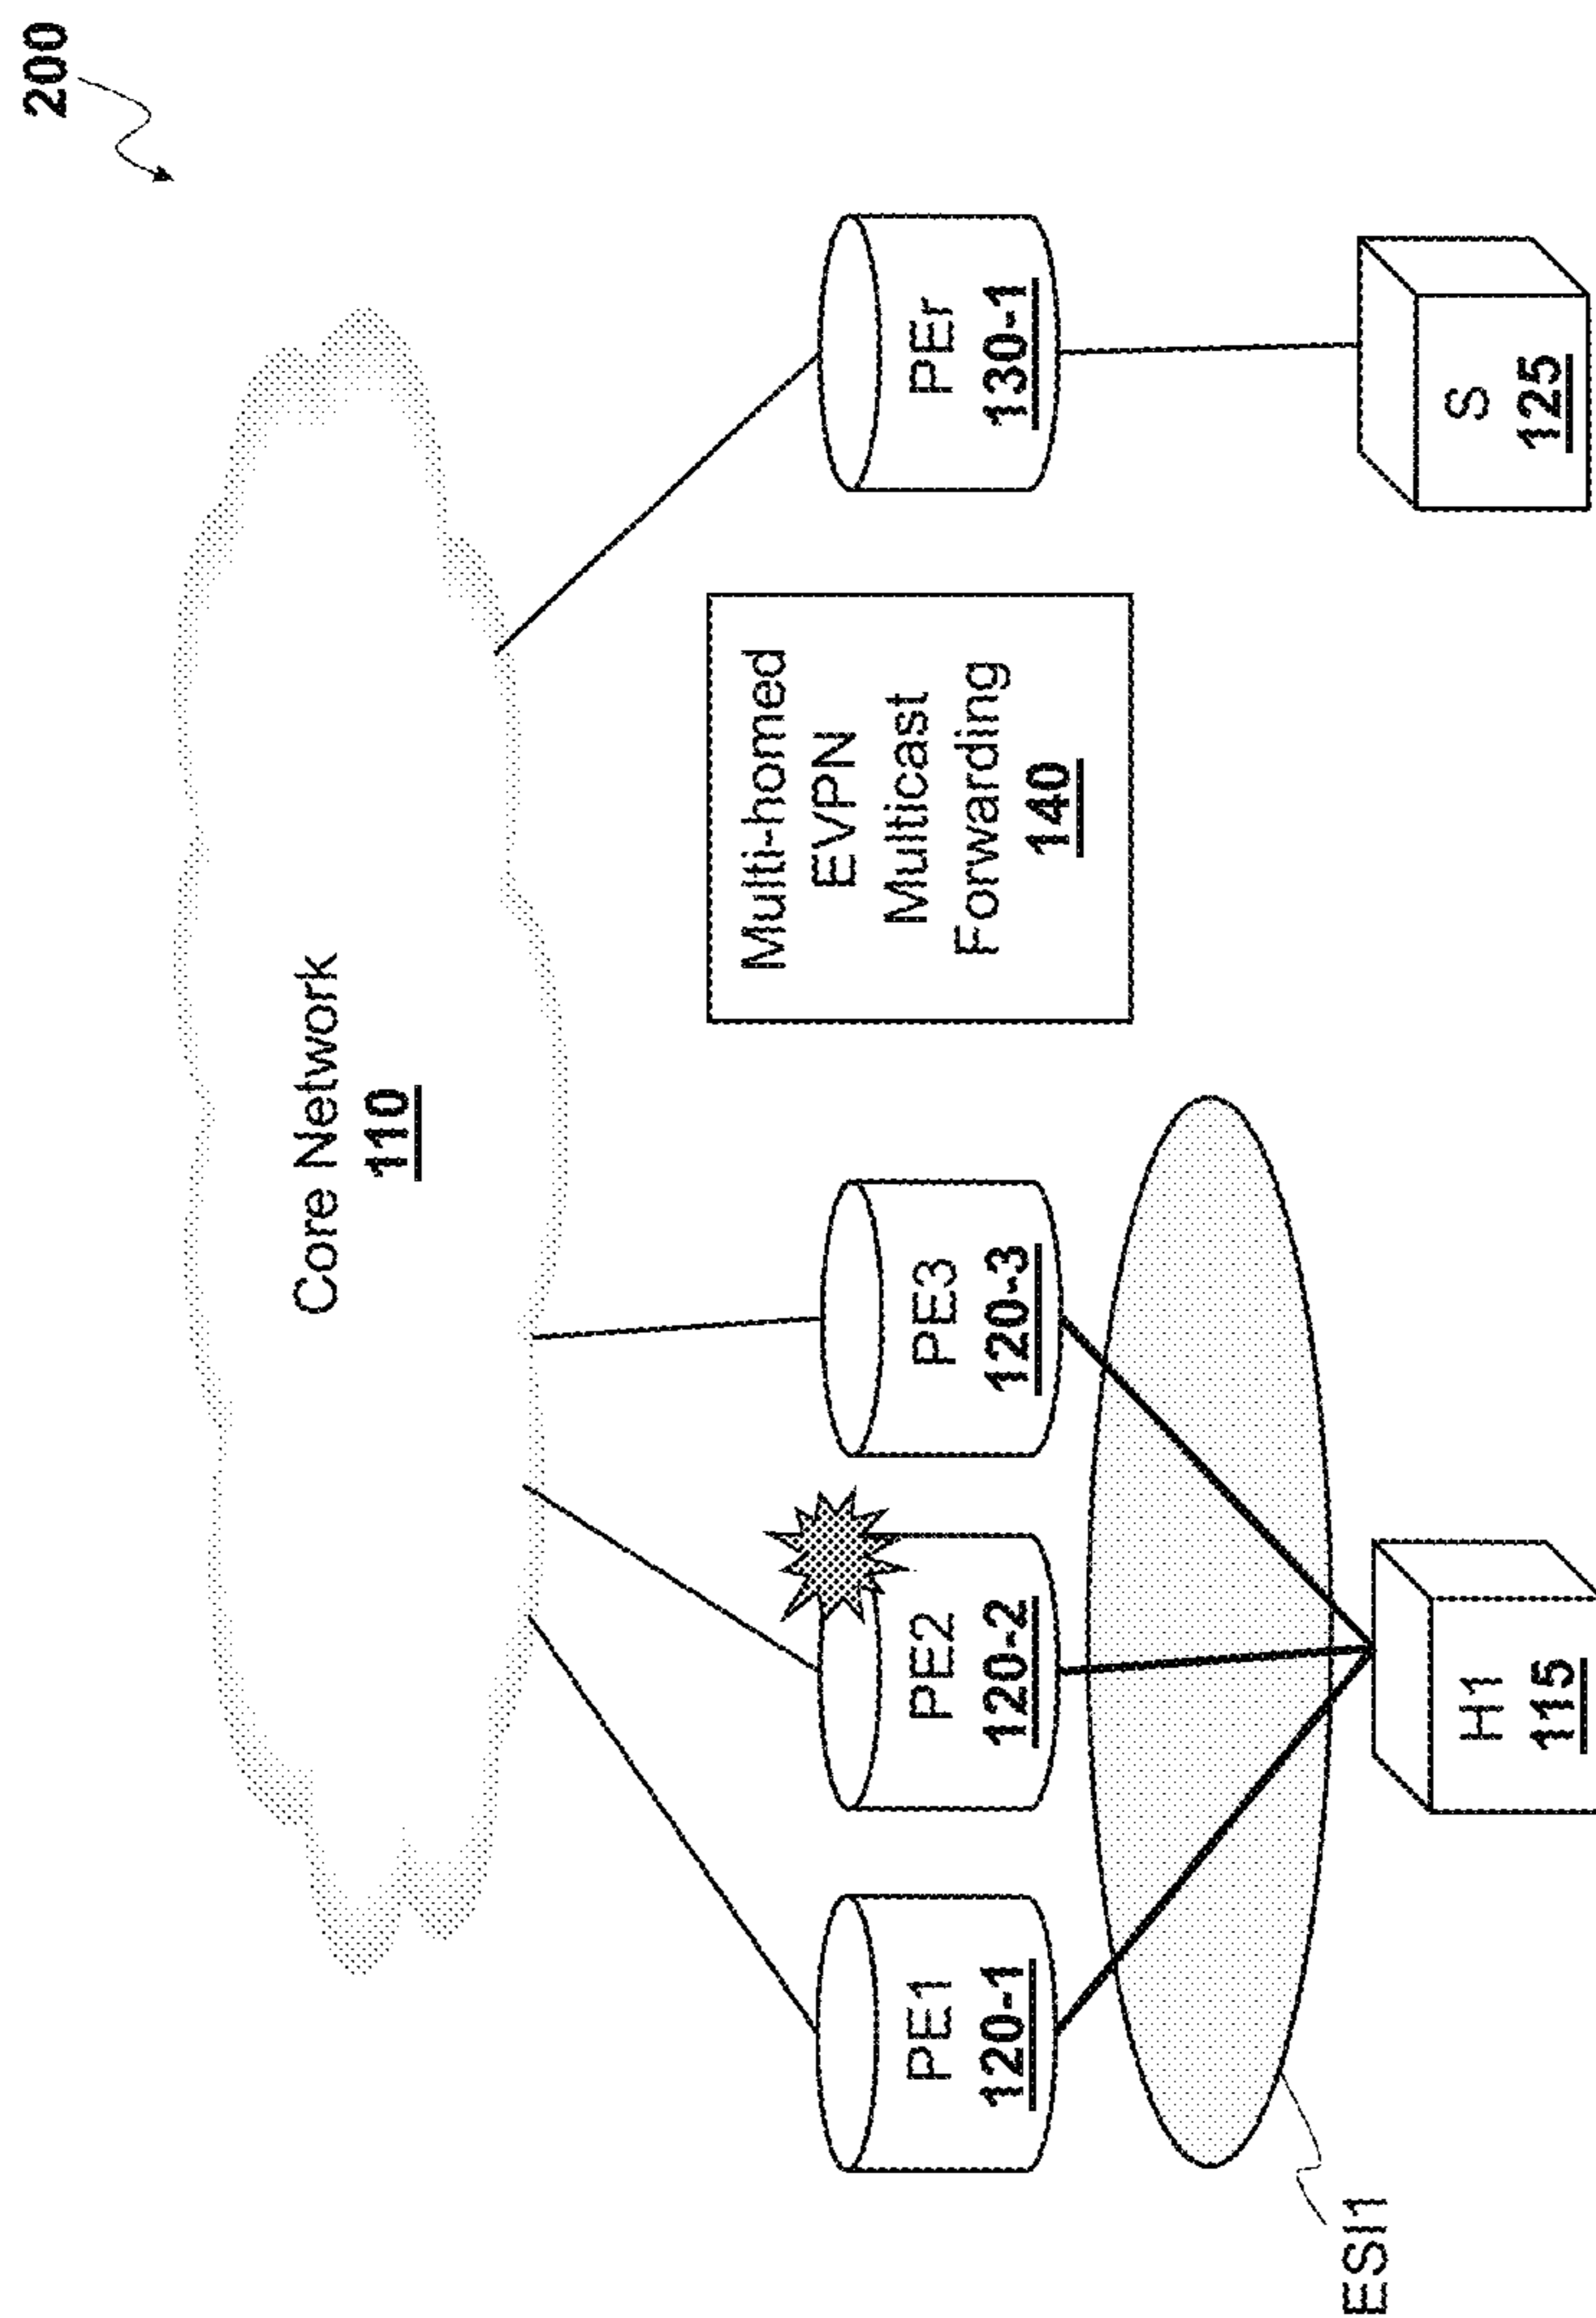 200
Core Network
110
PE1
120-1
PE2
120-2
PE3
120-3
Multi-homed
EVPN
Multicast
Forwarding
140
PEr
130-1
ESI1
H1
115
S
125